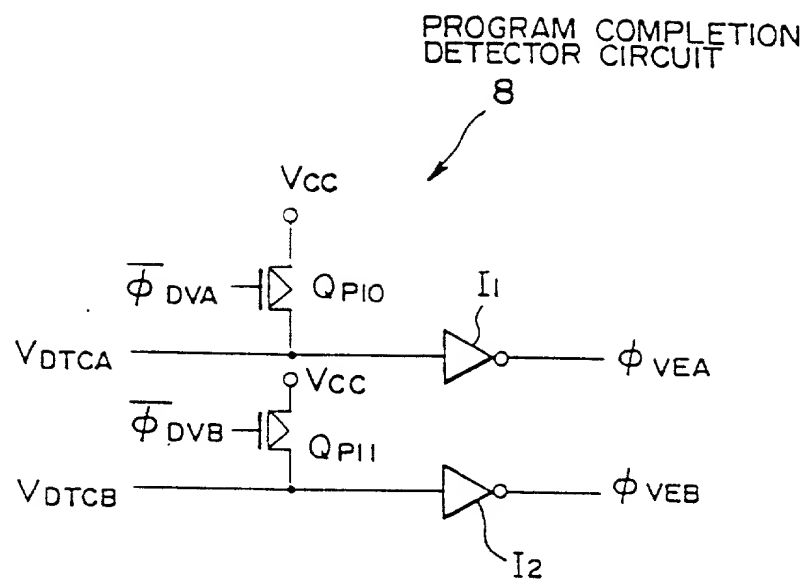 PROGRAM COMPLETION
DETECTOR CIRCUIT
8
VCC
φ̅DVA
QP10
I1
VDTCA
φVEA
VCC
φ̅DVB
QP11
VDTCB
φVEB
I2